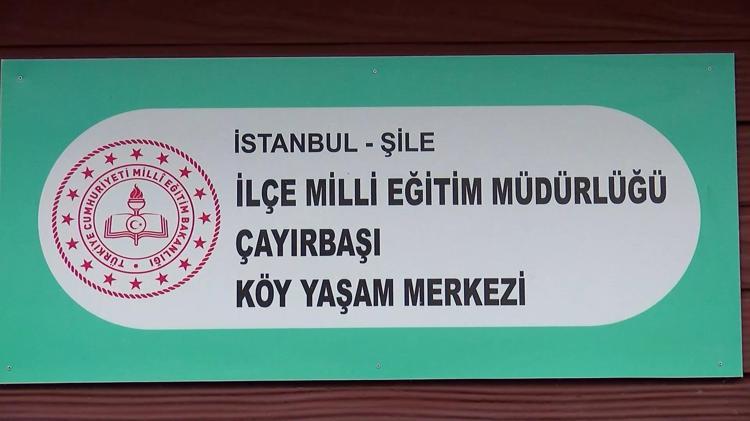 İSTANBUL - ŞİLE
İLÇE MİLLİ EĞİTİM MÜDÜRLÜĞÜ
ÇAYIRBAŞI
KÖY YAŞAM MERKEZİ
TÜRKİYE CUMHURİYETİ MİLLÎ EĞİTİM BAKANLIĞI